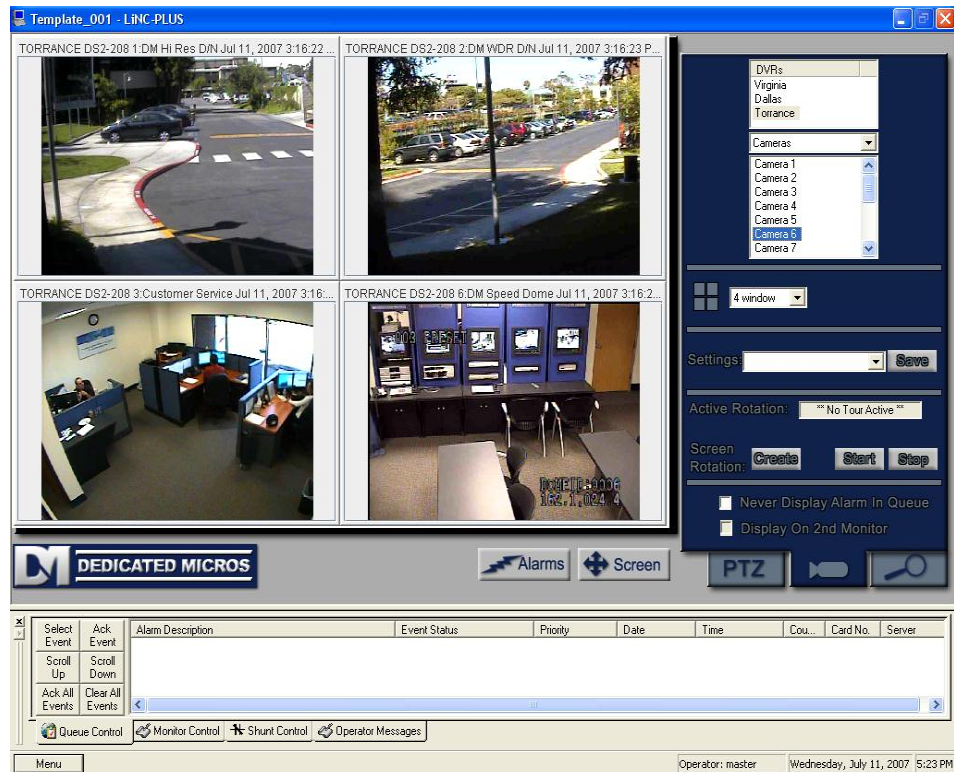 Template_001 - LiNC-PLUS
TORRANCE DS2-208 1:DM Hi Res D/N Jul 11, 2007 3:16:22 ...
TORRANCE DS2-208 2:DM WDR D/N Jul 11, 2007 3:16:23 P...
TORRANCE DS2-208 3:Customer Service Jul 11, 2007 3:16:...
TORRANCE DS2-208 6:DM Speed Dome Jul 11, 2007 3:16:2...
003 PRESET
162.1.024.4
DVRs
Virginia
Dallas
Torrance
Cameras
Camera 1
Camera 2
Camera 3
Camera 4
Camera 5
Camera 6
Camera 7
4 window
Settings:
Save
Active Rotation:
** No Tour Active **
Screen Rotation:
Create
Start
Stop
Never Display Alarm In Queue
Display On 2nd Monitor
DM DEDICATED MICROS
Alarms
Screen
PTZ
Select Event
Ack Event
Scroll Up
Scroll Down
Ack All Events
Clear All Events
Alarm Description
Event Status
Priority
Date
Time
Cou...
Card No.
Server
Queue Control
Monitor Control
Shunt Control
Operator Messages
Menu
Operator: master
Wednesday, July 11, 2007
5:23 PM